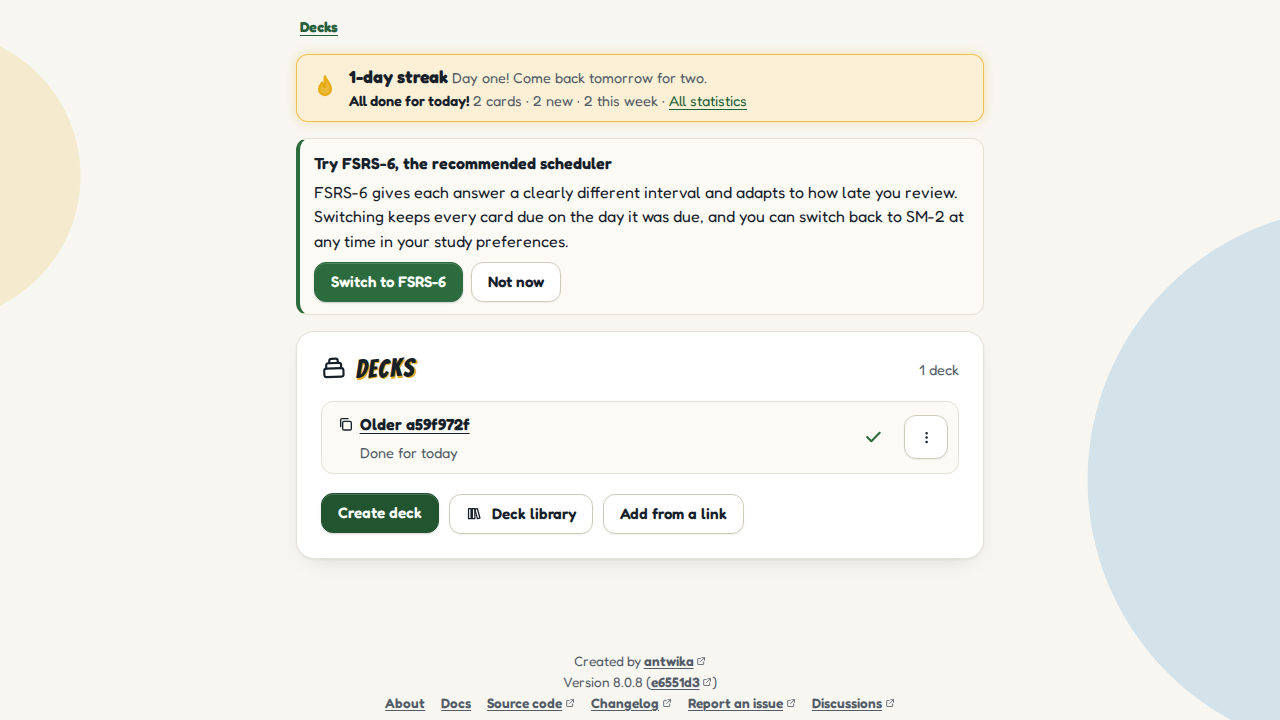 Decks
1-day streak Day one! Come back tomorrow for two.
All done for today! 2 cards · 2 new · 2 this week · All statistics
Try FSRS-6, the recommended scheduler
FSRS-6 gives each answer a clearly different interval and adapts to how late you review.
Switching keeps every card due on the day it was due, and you can switch back to SM-2 at
any time in your study preferences.
Switch to FSRS-6 Not now
DECKS 1 deck
Older a59f972f
Done for today
Create deck Deck library Add from a link
Created by antwika
Version 8.0.8 (e6551d3)
About Docs Source code Changelog Report an issue Discussions